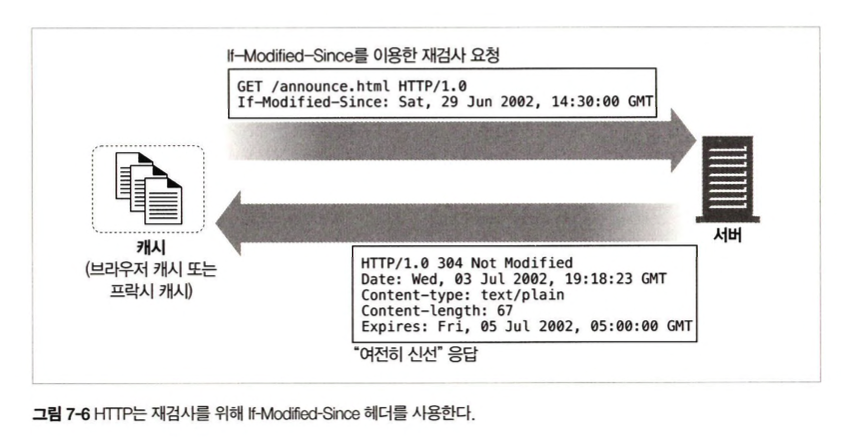 If-Modified-Since를 이용한 재검사 요청
GET /announce.html HTTP/1.0
If-Modified-Since: Sat, 29 Jun 2002, 14:30:00 GMT
캐시
(브라우저 캐시 또는
프락시 캐시)
서버
HTTP/1.0 304 Not Modified
Date: Wed, 03 Jul 2002, 19:18:23 GMT
Content-type: text/plain
Content-length: 67
Expires: Fri, 05 Jul 2002, 05:00:00 GMT
“여전히 신선” 응답
그림 7-6 HTTP는 재검사를 위해 If-Modified-Since 헤더를 사용한다.